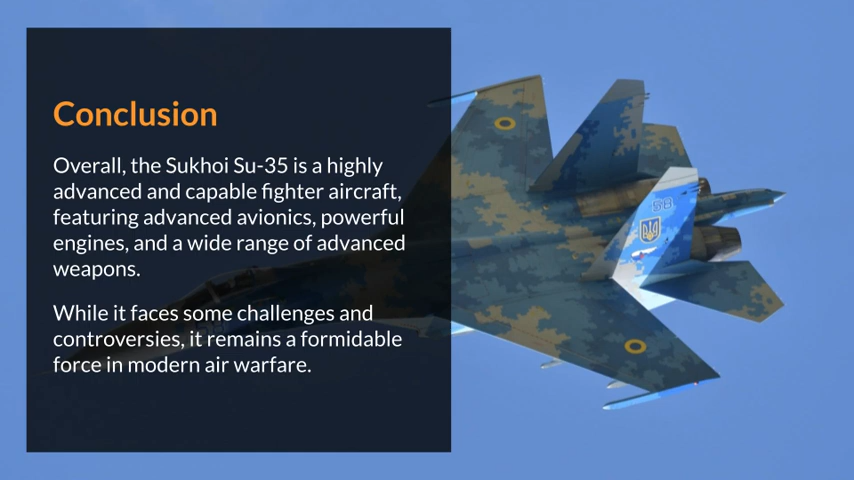 Conclusion
Overall, the Sukhoi Su-35 is a highly
advanced and capable fighter aircraft,
featuring advanced avionics, powerful
engines, and a wide range of advanced
weapons.
While it faces some challenges and
controversies, it remains a formidable
force in modern air warfare.
58